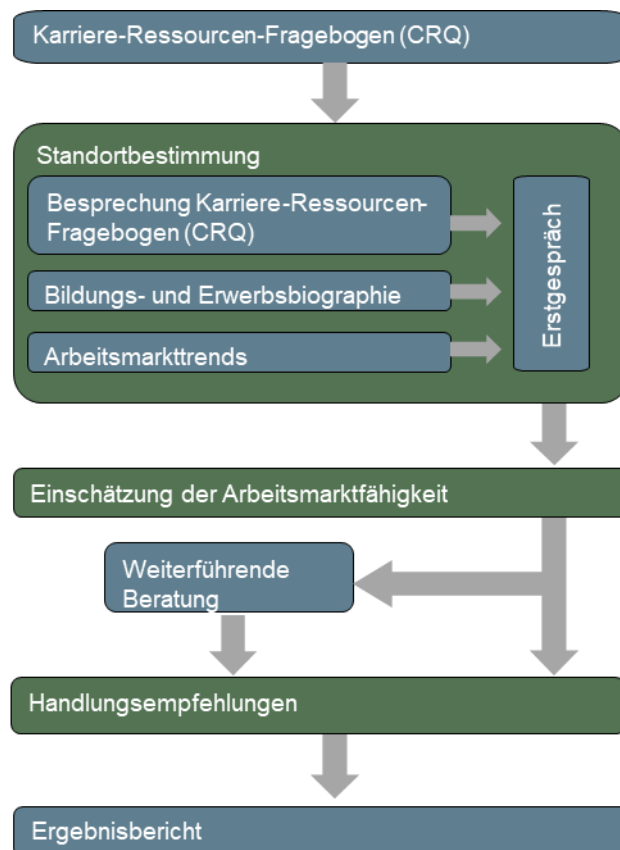 Karriere-Ressourcen-Fragebogen (CRQ)
Standortbestimmung
Besprechung Karriere-Ressourcen-
Fragebogen (CRQ)
Bildungs- und Erwerbsbiographie
Arbeitsmarkttrends
Erstgespräch
Einschätzung der Arbeitsmarktfähigkeit
Weiterführende
Beratung
Handlungsempfehlungen
Ergebnisbericht